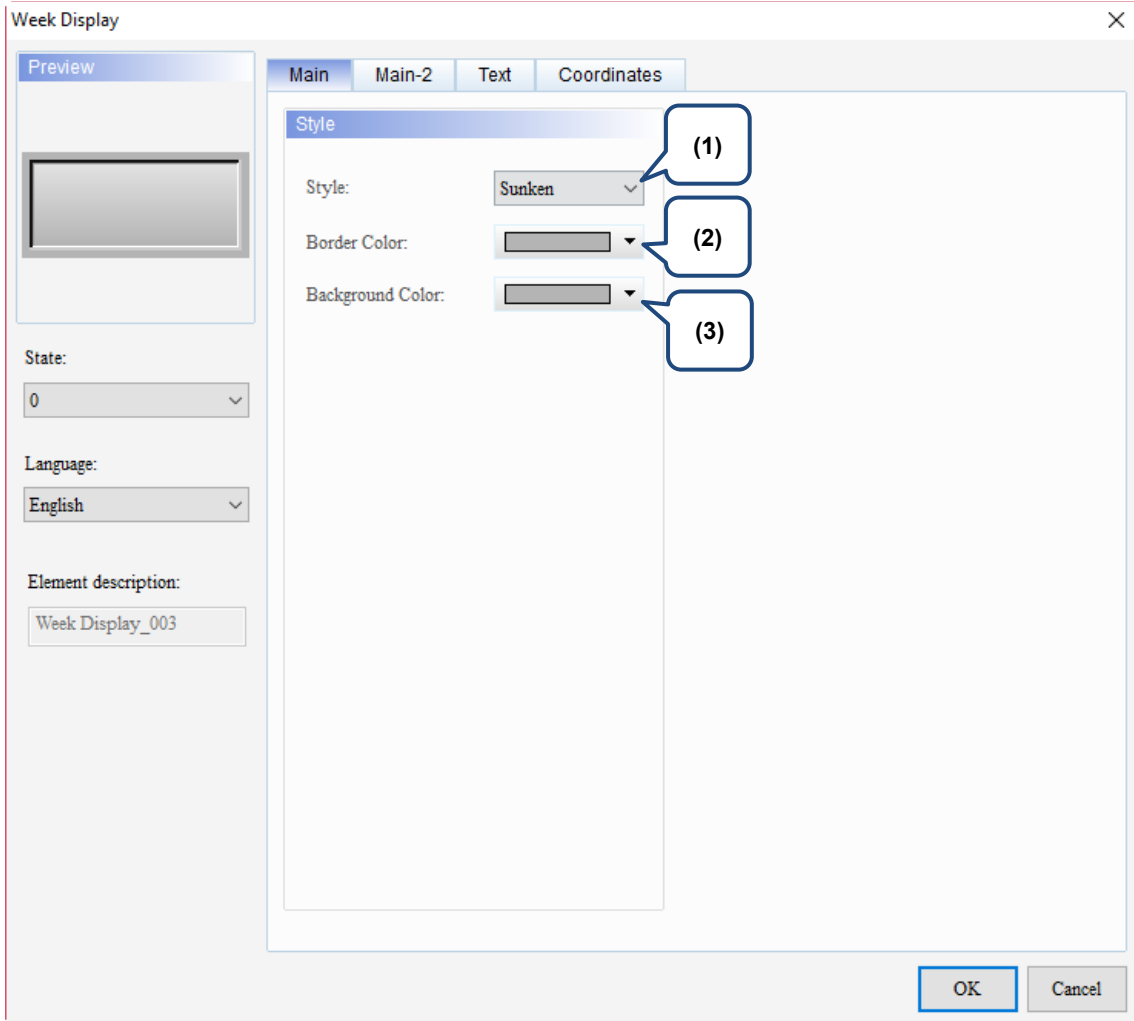 Week Display
Preview
Main Main-2 Text Coordinates
Style
(1)
Style: Sunken
Border Color: (2)
Background Color:
(3)
State:
0
Language:
English
Element description:
Week Display_003
OK Cancel